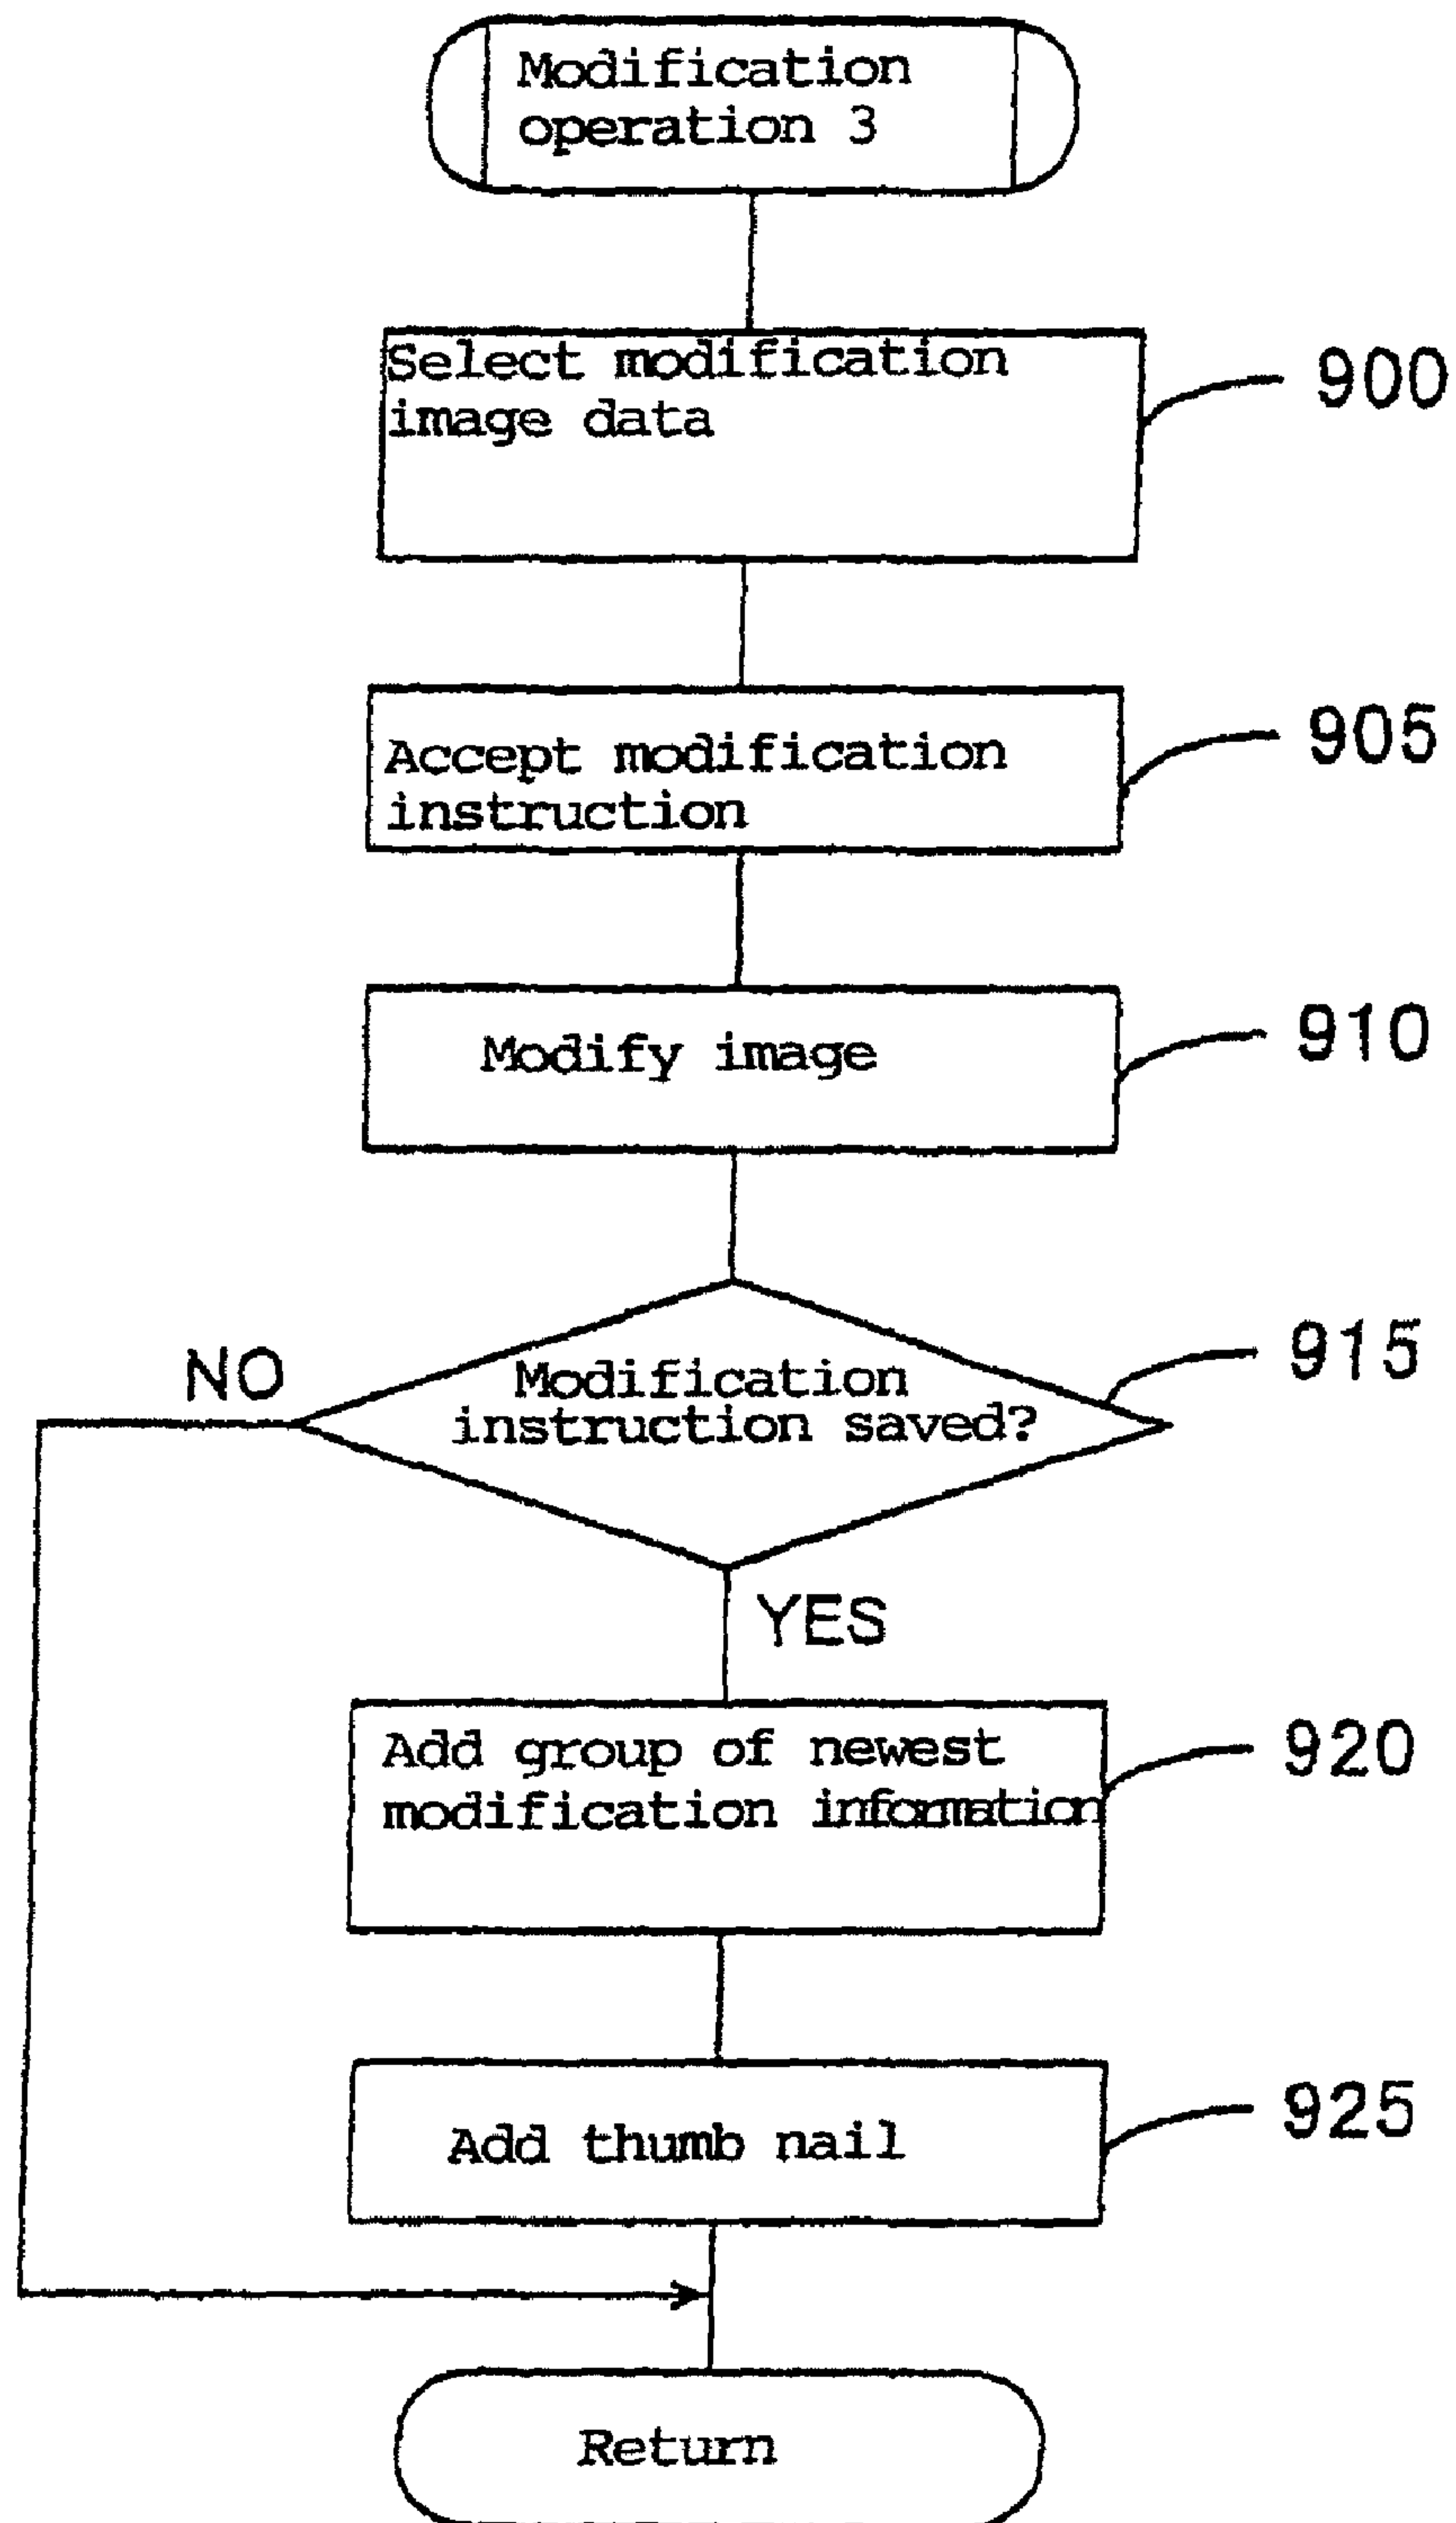 Modification
operation 3
Select modification
image data
900
Accept modification
instruction
905
Modify image
910
NO
Modification
instruction saved?
915
YES
Add group of newest
modification information
920
Add thumb nail
925
Return